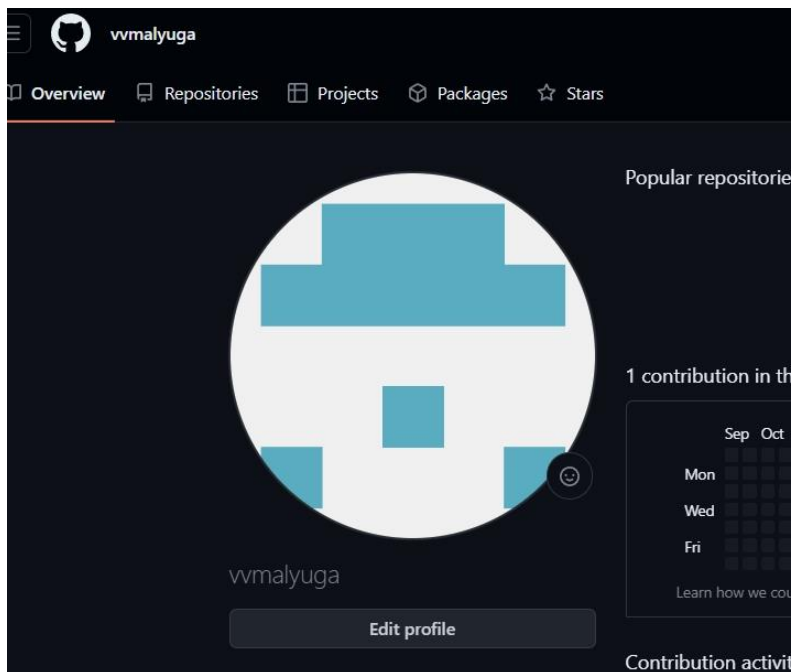 vvmalyuga
Overview Repositories Projects Packages Stars
Popular repositorie
1 contribution in th
Sep Oct
Mon
Wed
Fri
Learn how we cou
vvmalyuga
Edit profile
Contribution activit